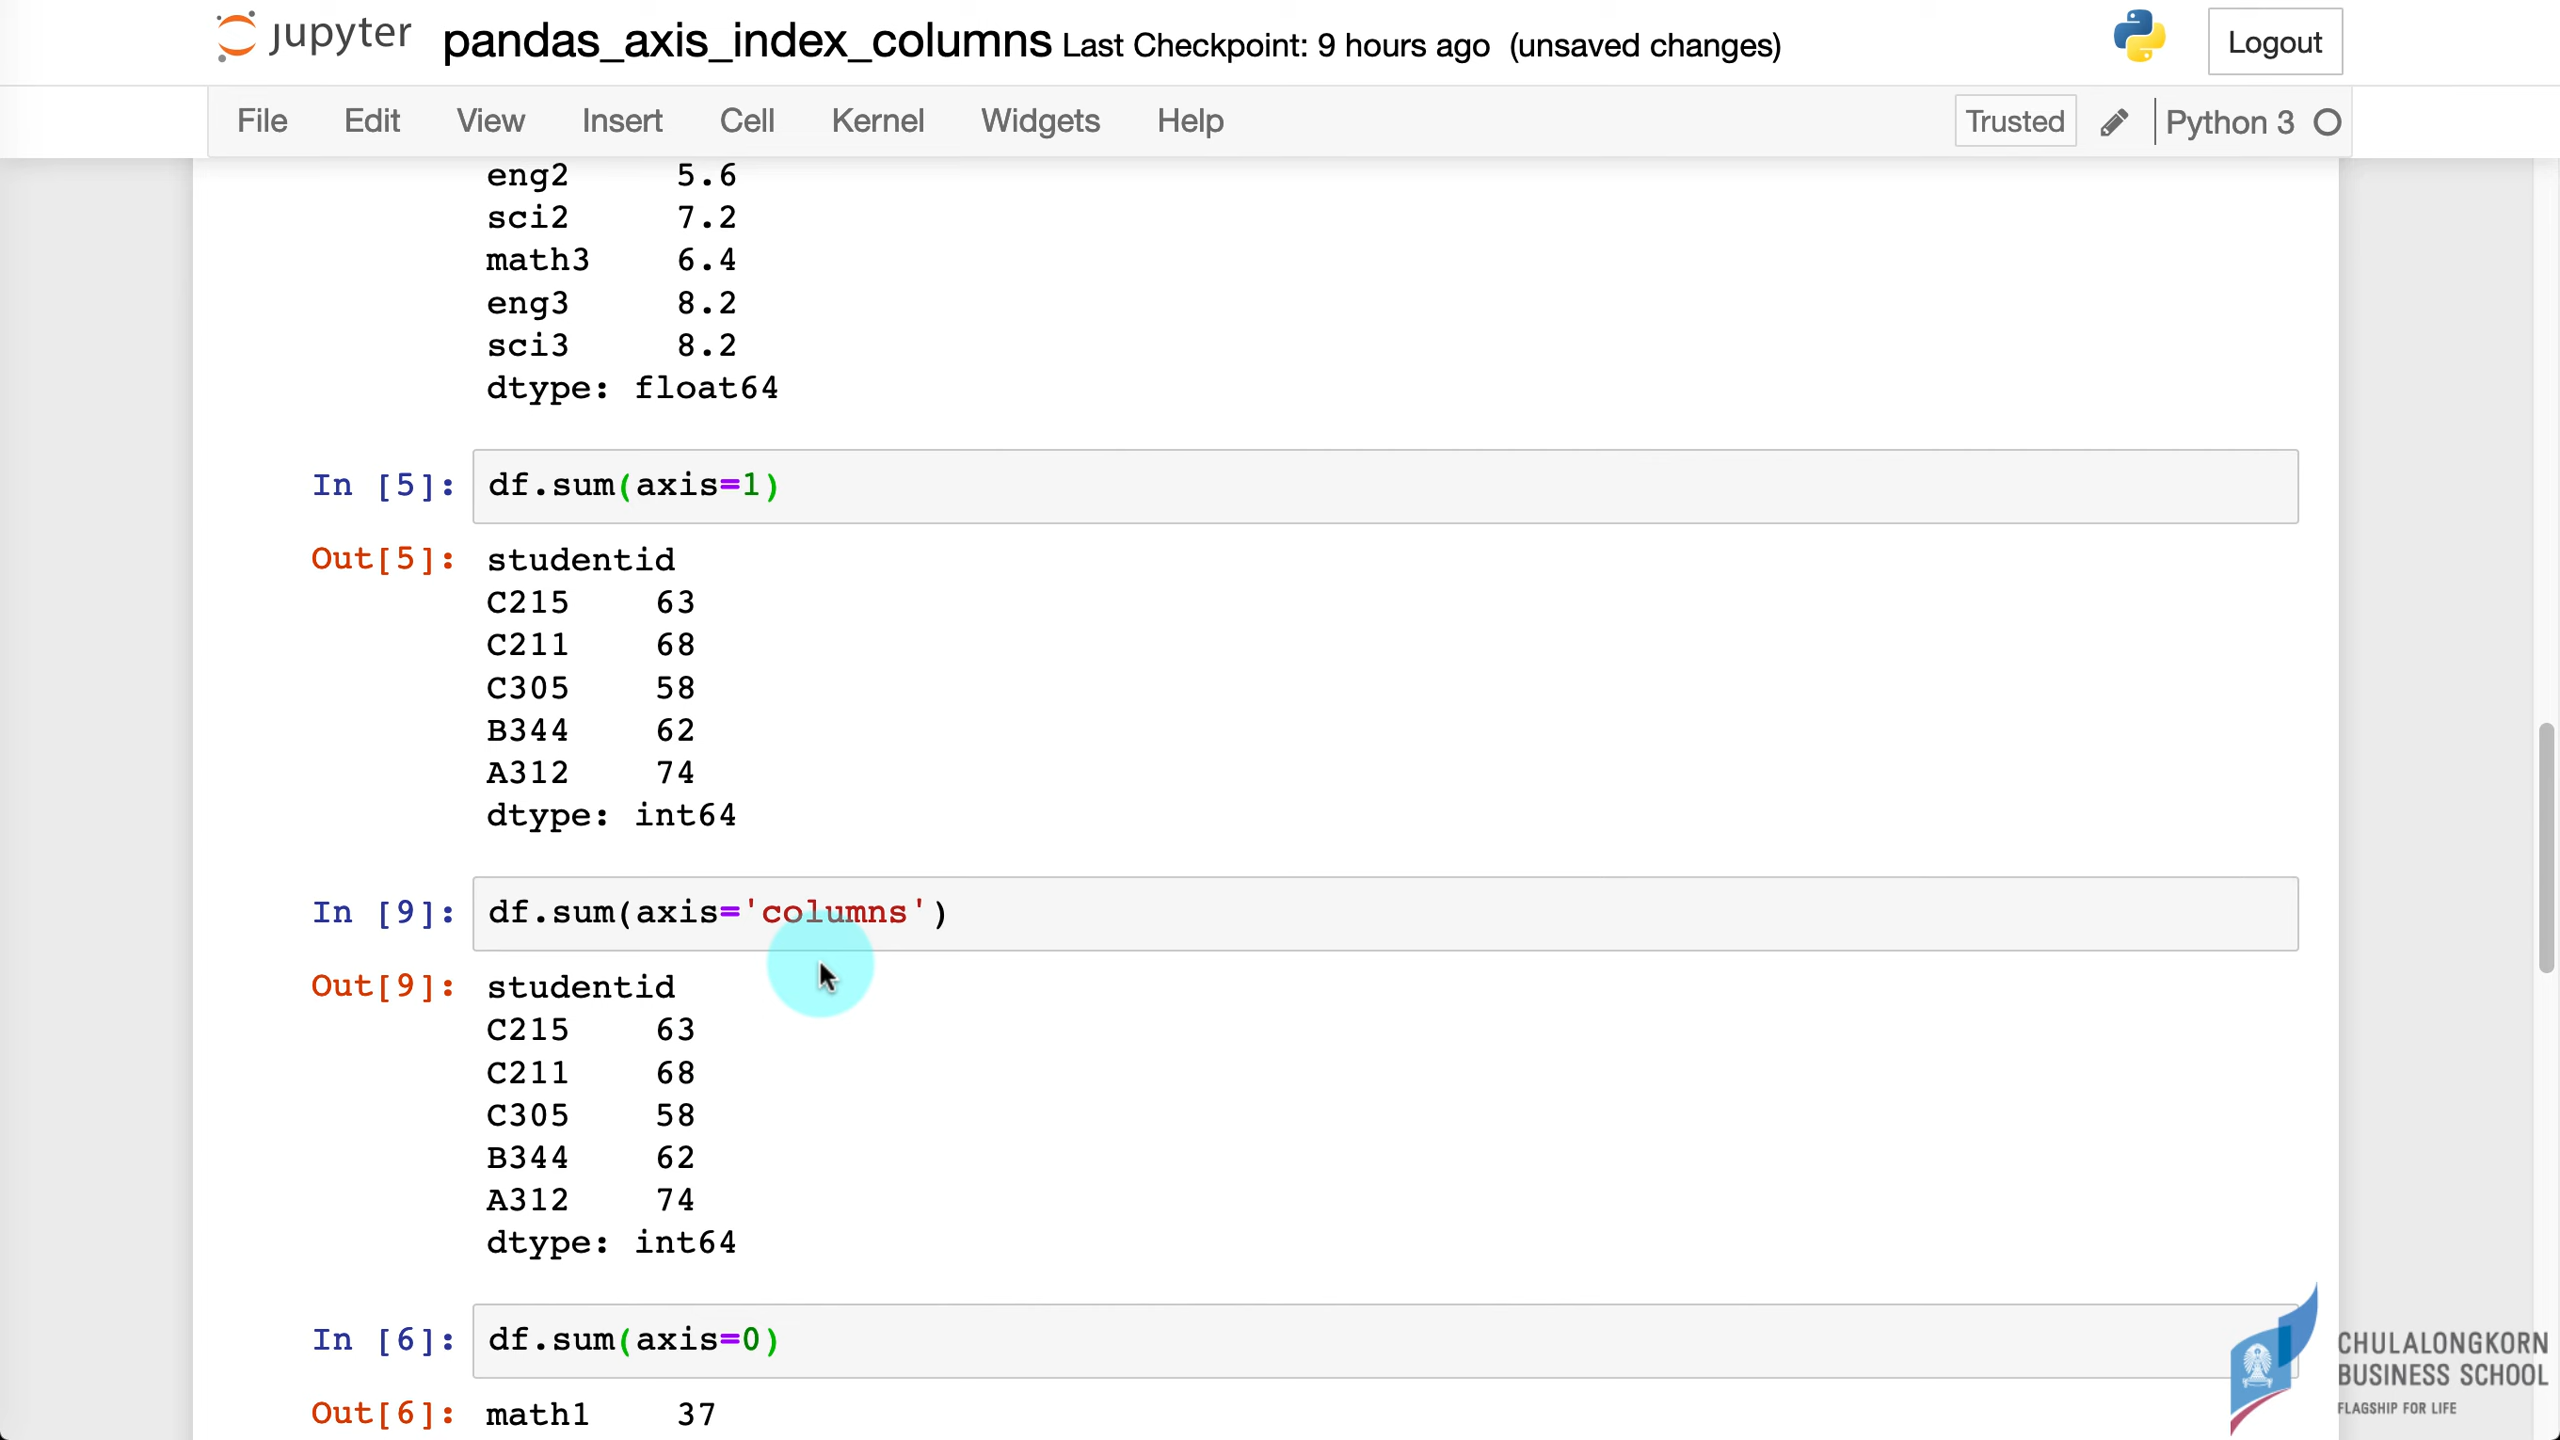 jupyter pandas_axis_index_columns Last Checkpoint: 9 hours ago (unsaved changes) Logout
File Edit View Insert Cell Kernel Widgets Help Trusted Python 3
eng2 5.6
sci2 7.2
math3 6.4
eng3 8.2
sci3 8.2
dtype: float64
In [5]: df.sum(axis=1)
Out[5]: studentid
C215 63
C211 68
C305 58
B344 62
A312 74
dtype: int64
In [9]: df.sum(axis='columns')
Out[9]: studentid
C215 63
C211 68
C305 58
B344 62
A312 74
dtype: int64
In [6]: df.sum(axis=0)
Out[6]: math1 37
CHULALONGKORN
BUSINESS SCHOOL
FLAGSHIP FOR LIFE